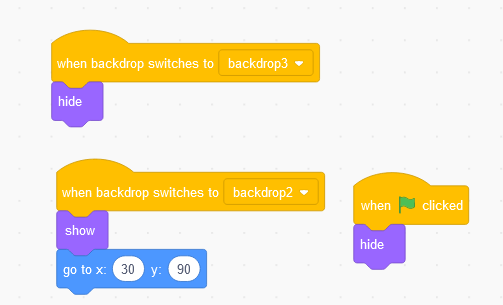 when backdrop switches to backdrop3
hide
when backdrop switches to backdrop2
show
go to x: 30 y: 90
when clicked
hide